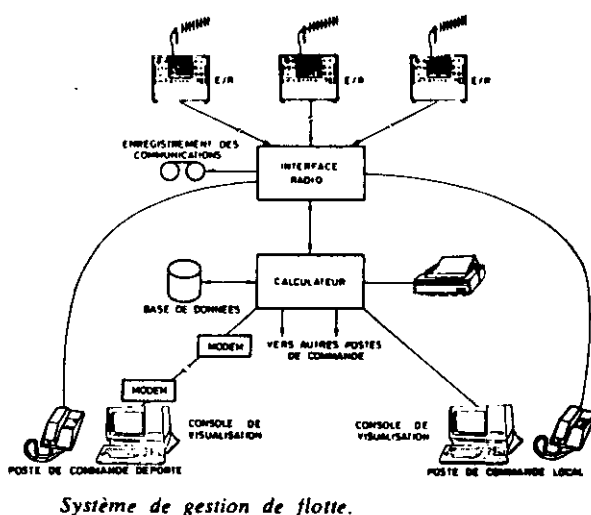 E/R
E/R
E/R
ENREGISTREMENT DES
COMMUNICATIONS
INTERFACE
RADIO
CALCULATEUR
BASE DE DONNÉES
MODEM
VERS AUTRES POSTES
DE COMMANDE
MODEM
CONSOLE DE
VISUALISATION
CONSOLE DE
VISUALISATION
POSTE DE COMMANDE DEPORTE
POSTE DE COMMANDE LOCAL
Système de gestion de flotte.